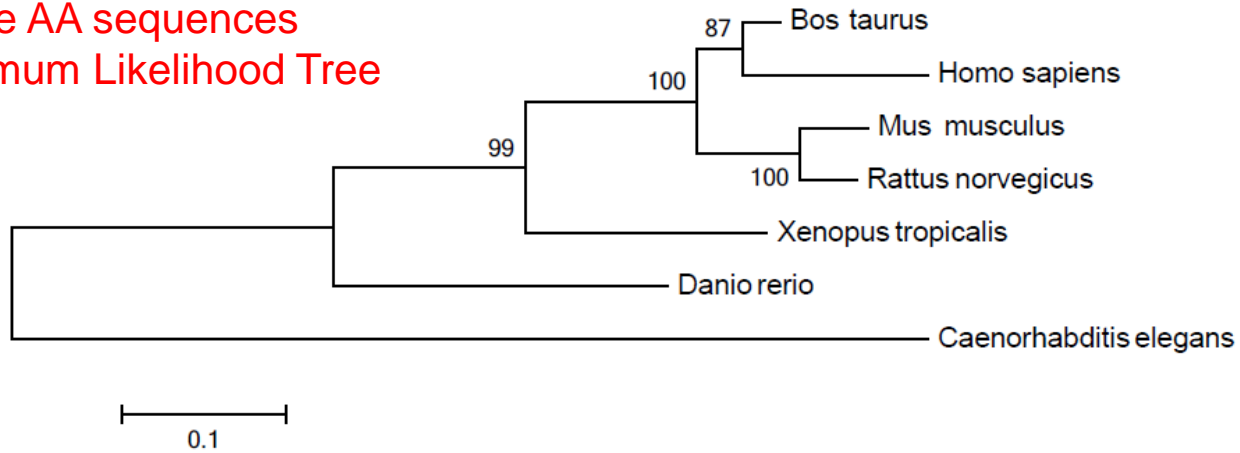 AA sequences
Likelihood Tree
87
Bos taurus
Homo sapiens
100
Mus musculus
99
100
Rattus norvegicus
Xenopus tropicalis
Danio rerio
Caenorhabditis elegans
0.1